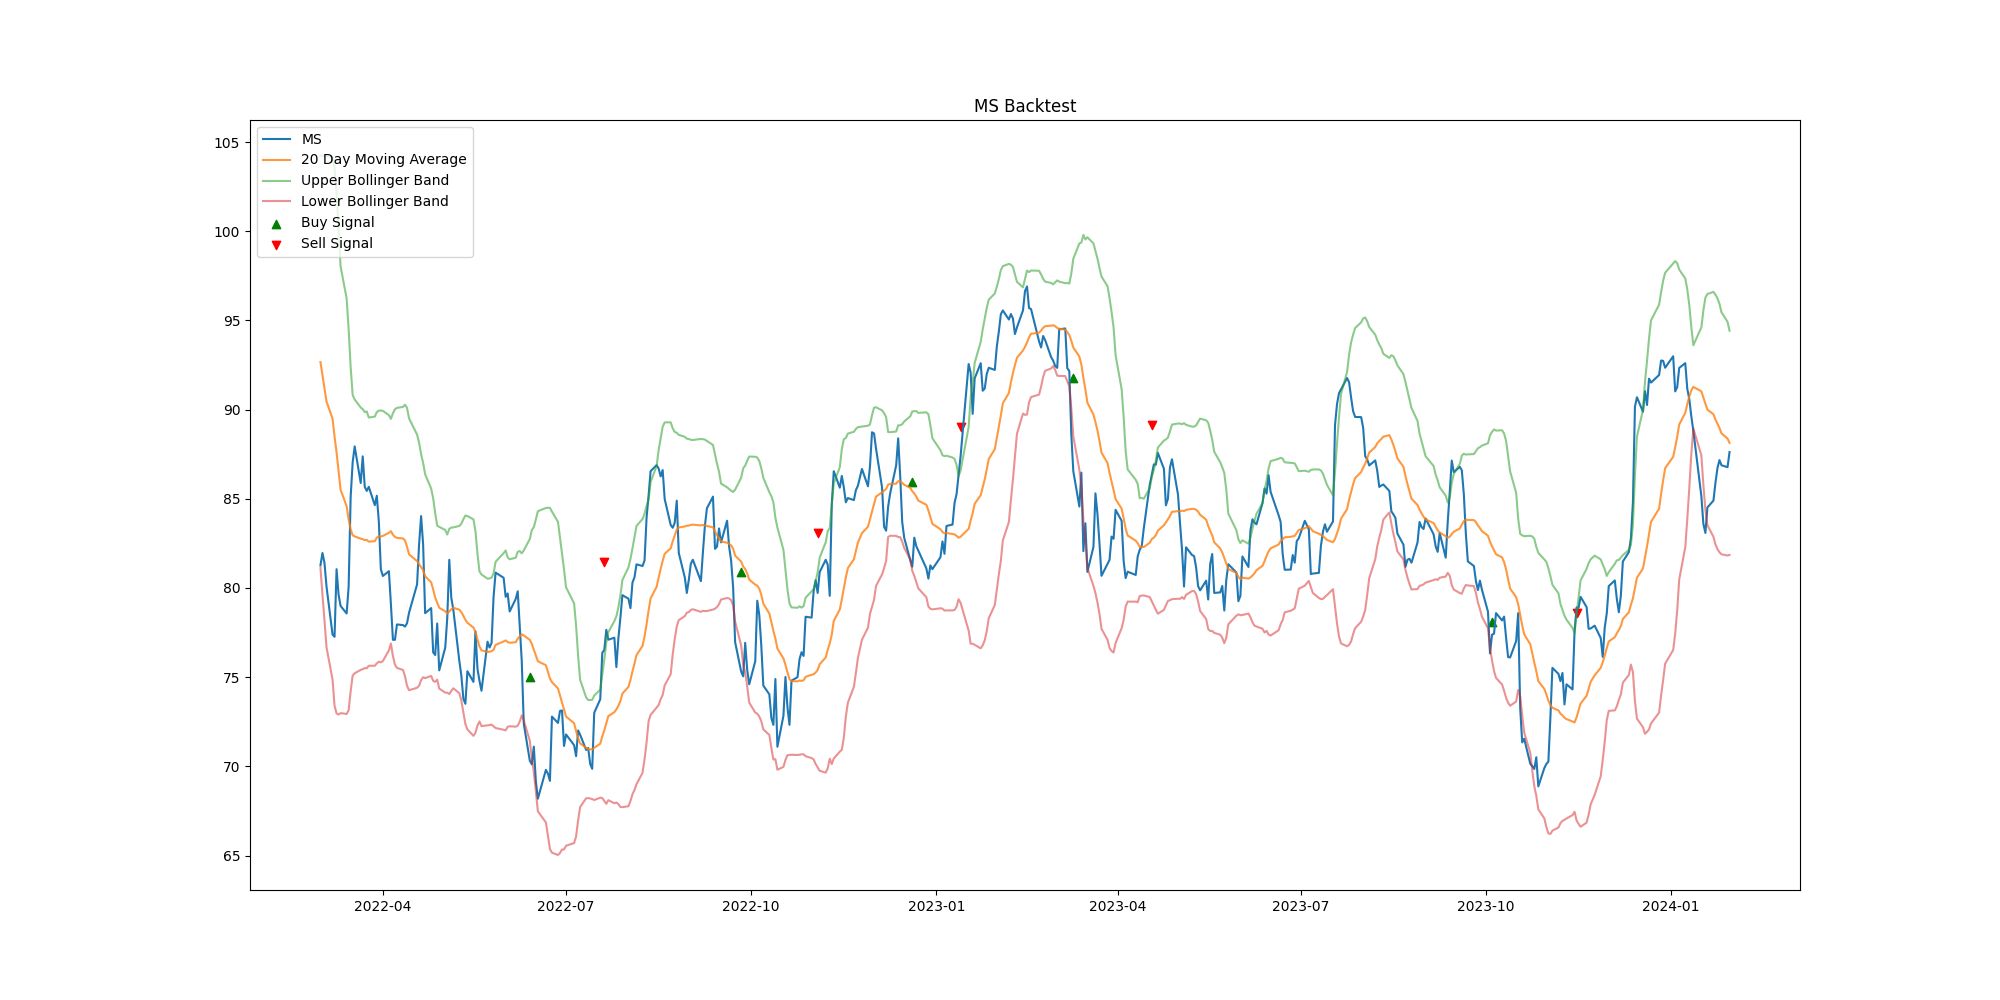 MS Backtest
105
100
95
90
85
80
75
70
65
MS
20 Day Moving Average
Upper Bollinger Band
Lower Bollinger Band
Buy Signal
Sell Signal
2022-04 2022-07 2022-10 2023-01 2023-04 2023-07 2023-10 2024-01